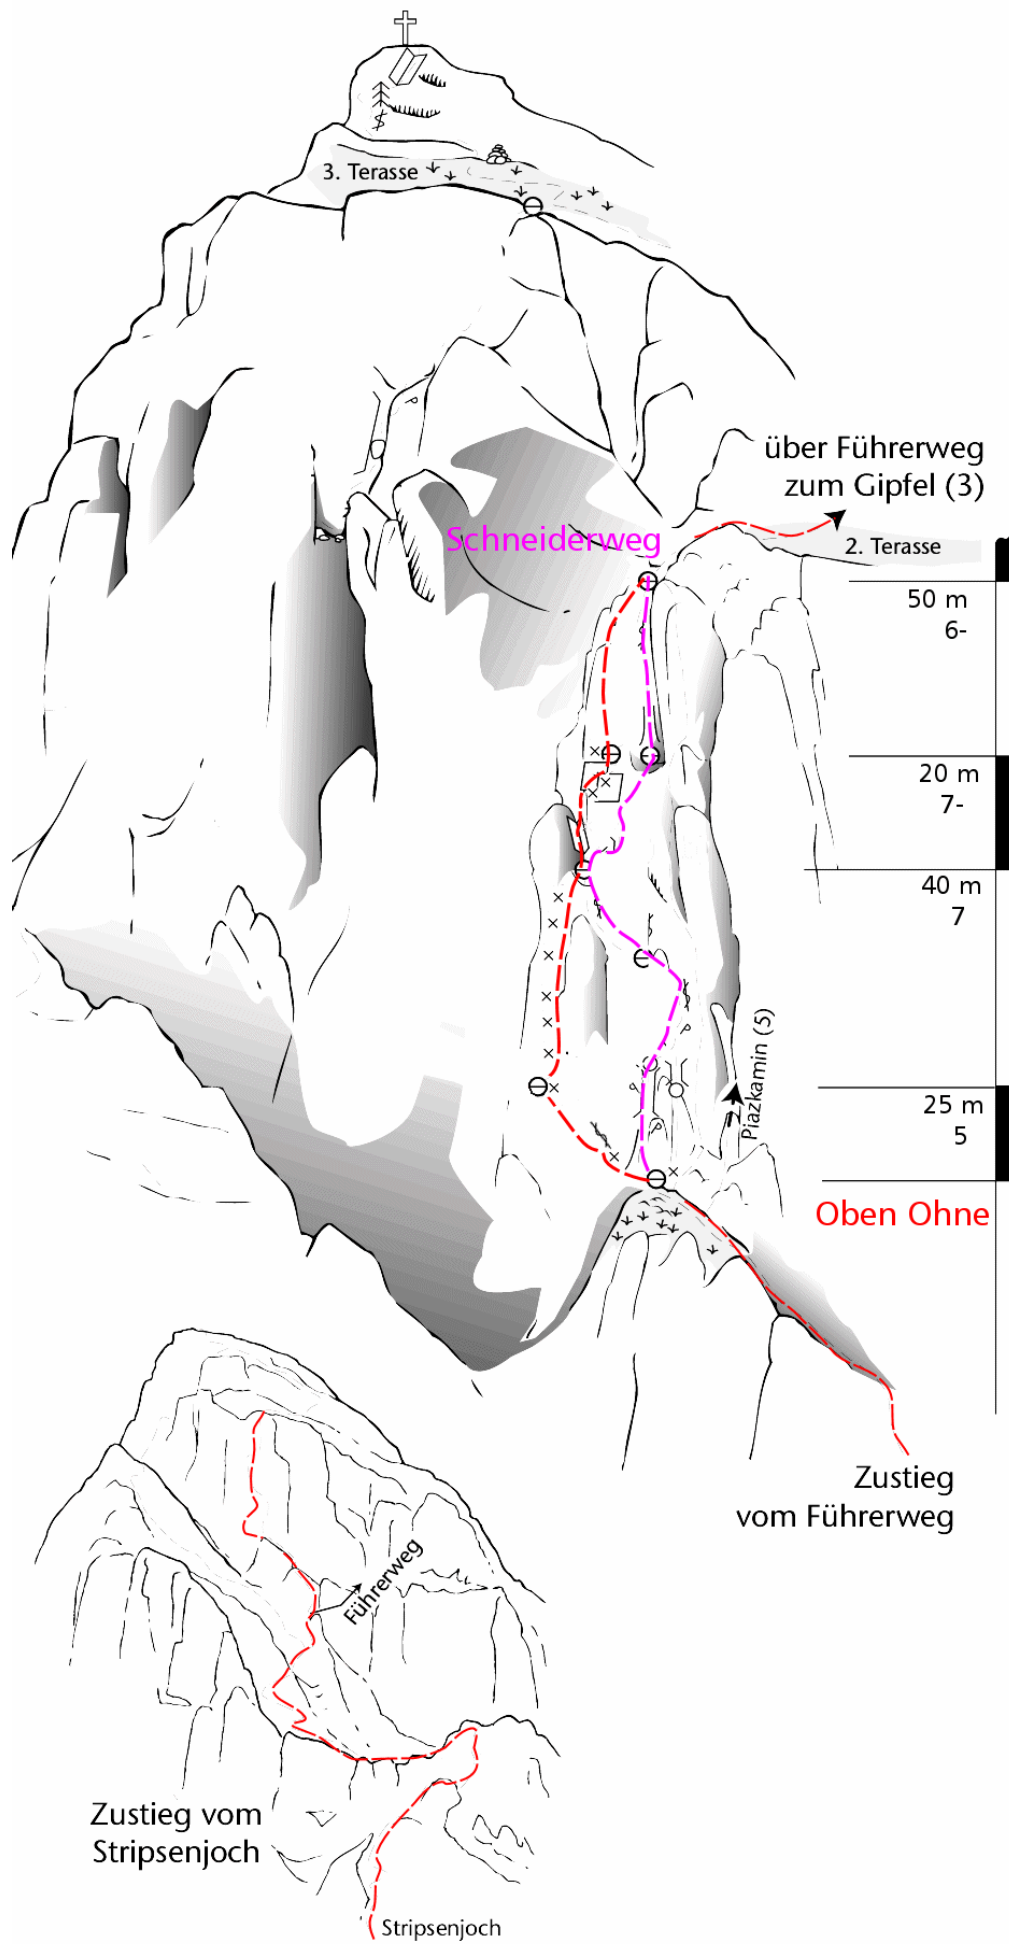 3. Terasse
über Führerweg
zum Gipfel (3)
Schneiderweg
2. Terasse
50 m
6-
20 m
7-
40 m
7
Piazkamin (5)
25 m
5
Oben Ohne
Zustieg
vom Führerweg
Führerweg
Zustieg vom
Stripsenjoch
Stripsenjoch